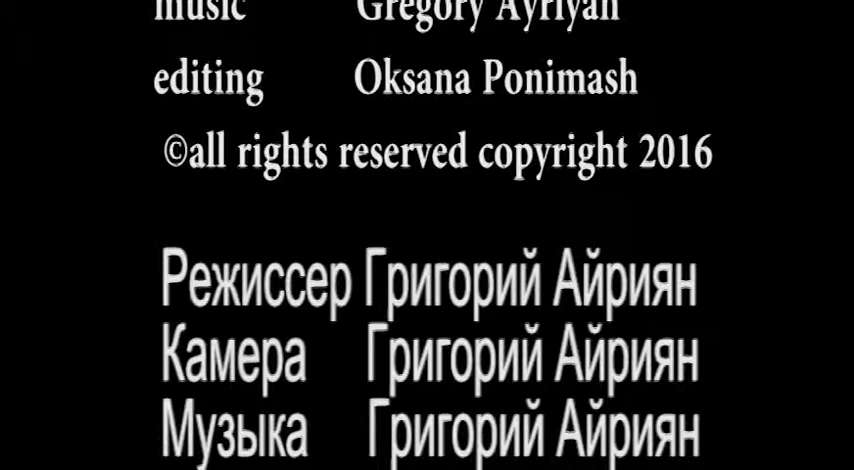 music Gregory Ayriyan
editing Oksana Ponimash
©all rights reserved copyright 2016
Режиссер Григорий Айриян
Камера Григорий Айриян
Музыка Григорий Айриян